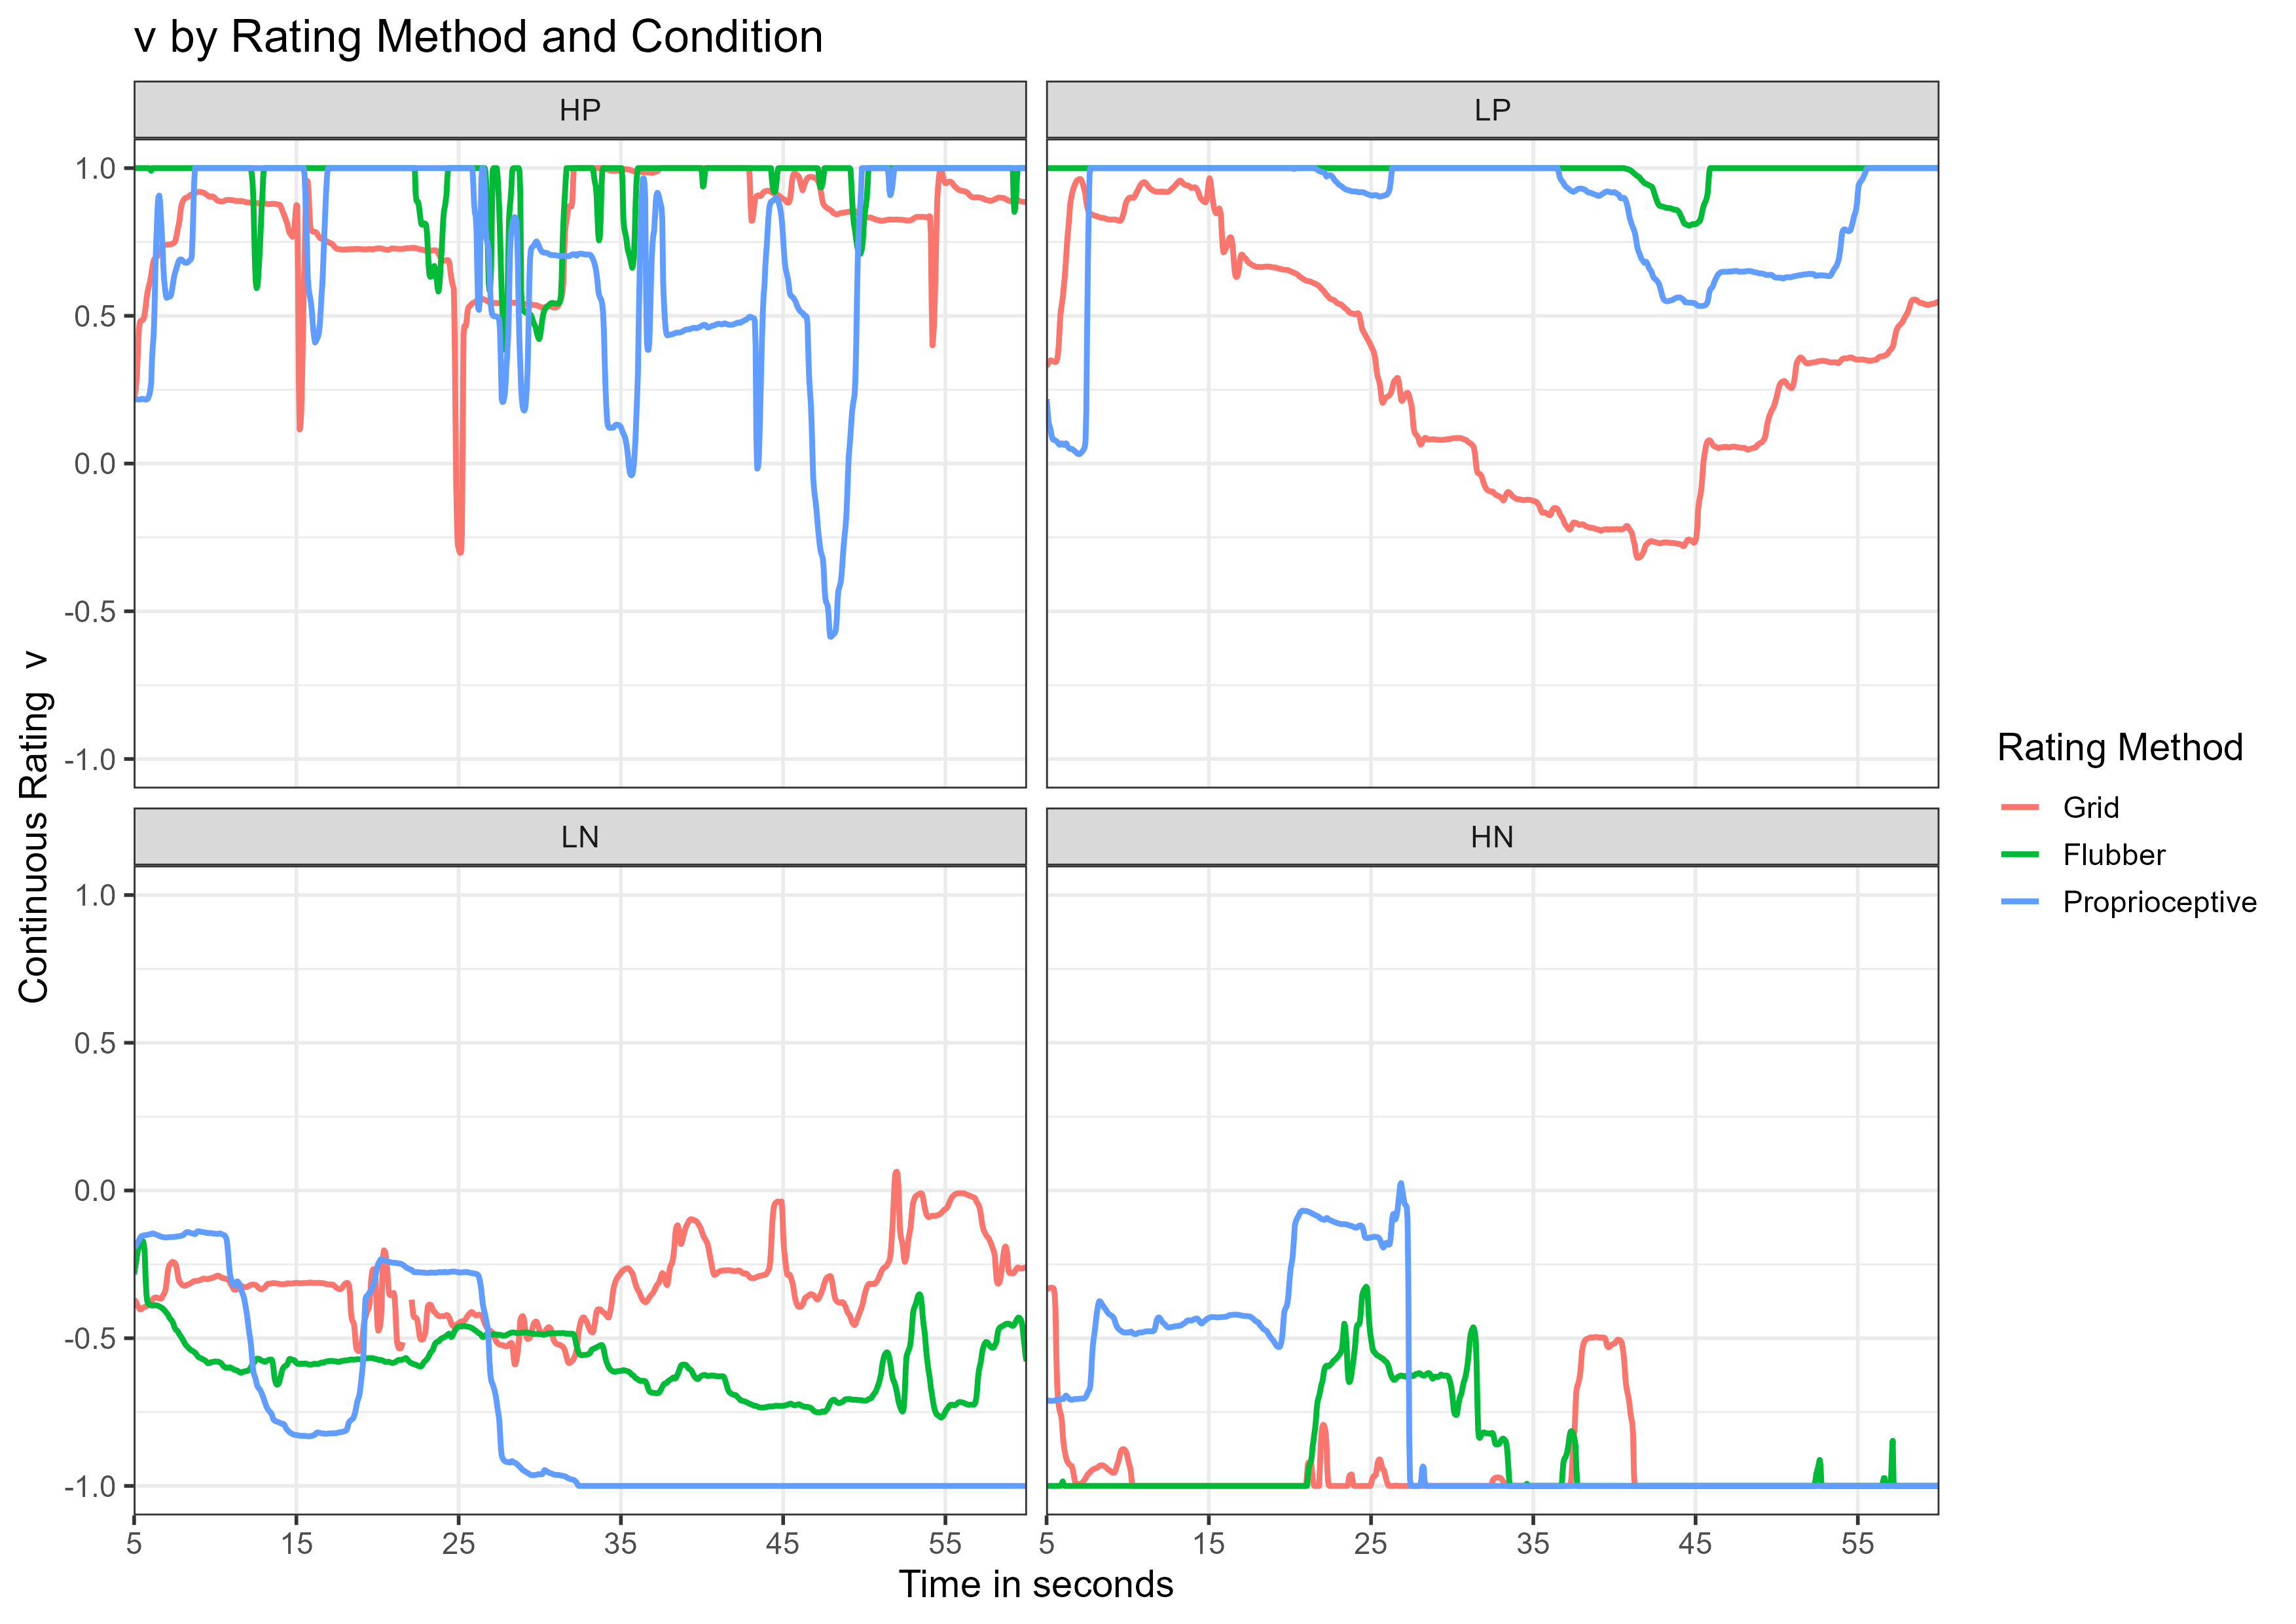 v by Rating Method and Condition
HP
LP
1.0
0.5
0.0
-0.5
-1.0
LN
HN
1.0
0.5
0.0
-0.5
-1.0
5 15 25 35 45 55
5 15 25 35 45 55
Time in seconds
Continuous Rating v
Rating Method
Grid
Flubber
Proprioceptive